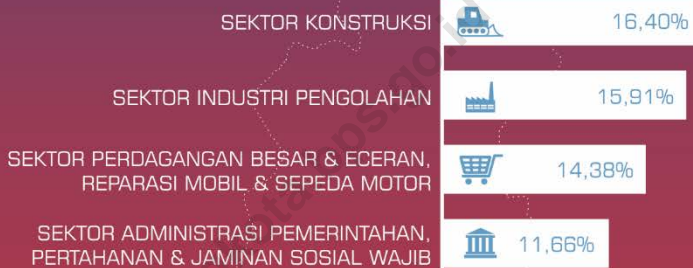 SEKTOR KONSTRUKSI 16,40%
SEKTOR INDUSTRI PENGOLAHAN 15,91%
SEKTOR PERDAGANGAN BESAR & ECERAN,
REPARASI MOBIL & SEPEDA MOTOR 14,38%
SEKTOR ADMINISTRASI PEMERINTAHAN,
PERTAHANAN & JAMINAN SOSIAL WAJIB 11,66%